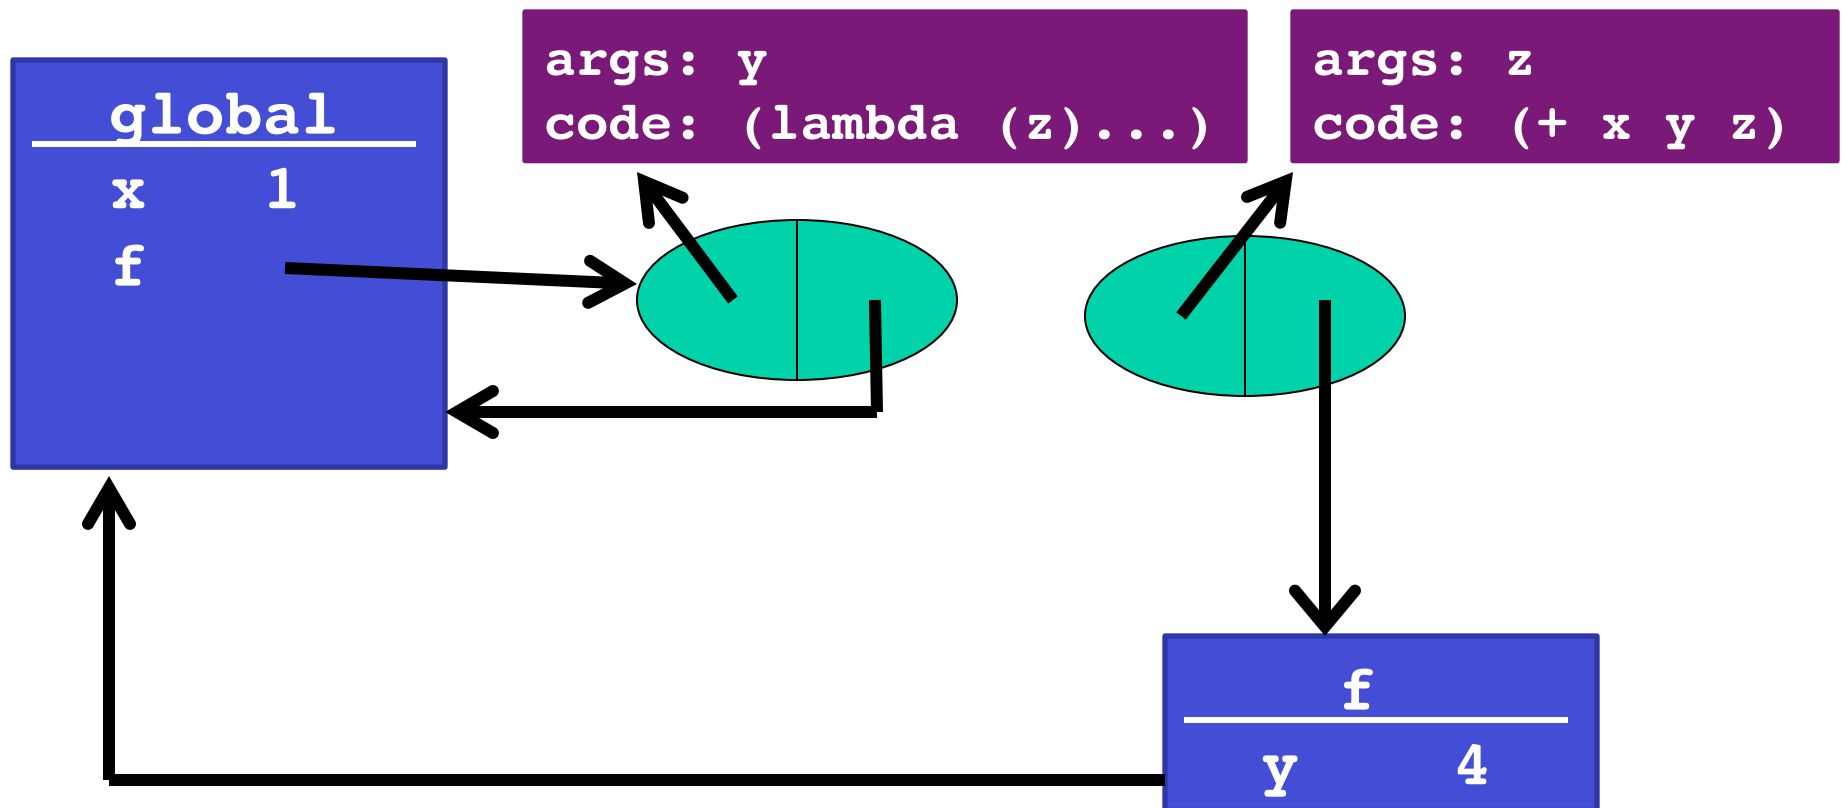 global
x 1
f
args: y
code: (lambda (z)...)
args: z
code: (+ x y z)
f
y 4